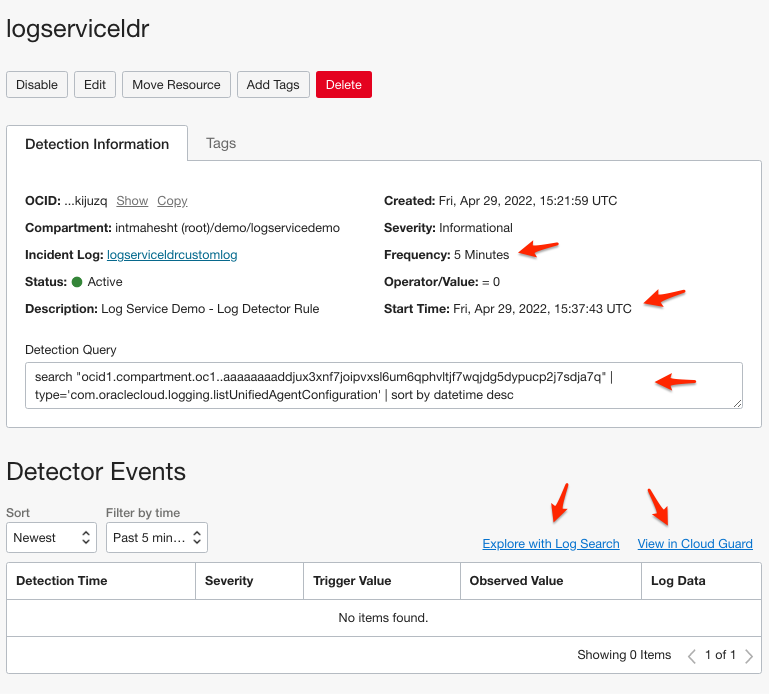 logserviceldr
Disable Edit Move Resource Add Tags Delete
Detection Information Tags
OCID: ...kijuzq Show Copy
Created: Fri, Apr 29, 2022, 15:21:59 UTC
Compartment: intmahesht (root)/demo/logservicedemo
Severity: Informational
Incident Log: logserviceldrcustomlog
Frequency: 5 Minutes
Status: Active
Operator/Value: = 0
Description: Log Service Demo - Log Detector Rule
Start Time: Fri, Apr 29, 2022, 15:37:43 UTC
Detection Query
search "ocid1.compartment.oc1..aaaaaaaaddjux3xnf7joipvxsl6um6qphvltjf7wqjdg5dypucp2j7sdja7q" |
type='com.oraclecloud.logging.listUnifiedAgentConfiguration' | sort by datetime desc
Detector Events
Sort Filter by time
Newest Past 5 min... Explore with Log Search View in Cloud Guard
Detection Time Severity Trigger Value Observed Value Log Data
No items found.
Showing 0 Items 1 of 1